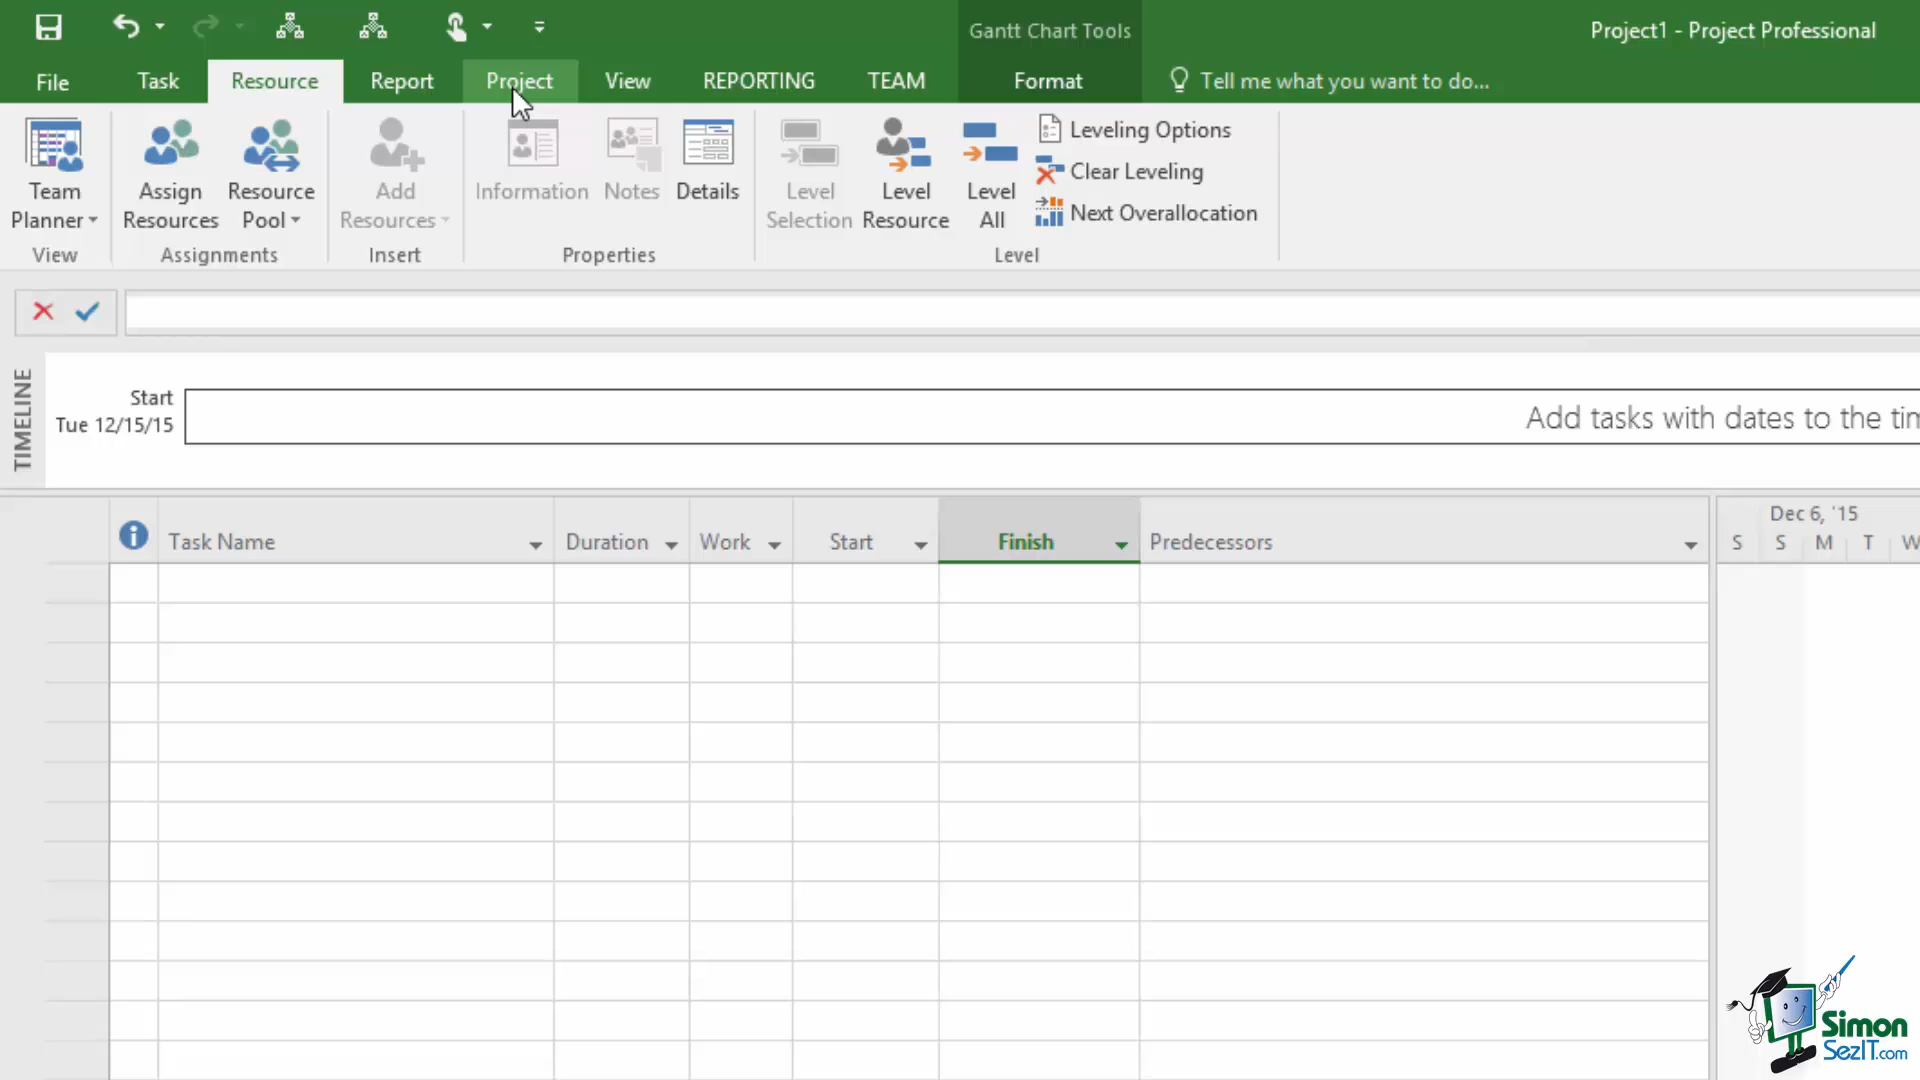 Gantt Chart Tools
Project1 - Project Professional
File Task Resource Report Project View REPORTING TEAM Format Tell me what you want to do...
Team Planner
Assign Resources
Resource Pool
Add Resources
Information
Notes
Details
Level Selection
Level Resource
Level All
Leveling Options
Clear Leveling
Next Overallocation
View
Assignments
Insert
Properties
Level
TIMELINE
Start
Tue 12/15/15
Add tasks with dates to the tim
Task Name Duration Work Start Finish Predecessors
Dec 6, '15
S S M T W
Simon
SezIT.com